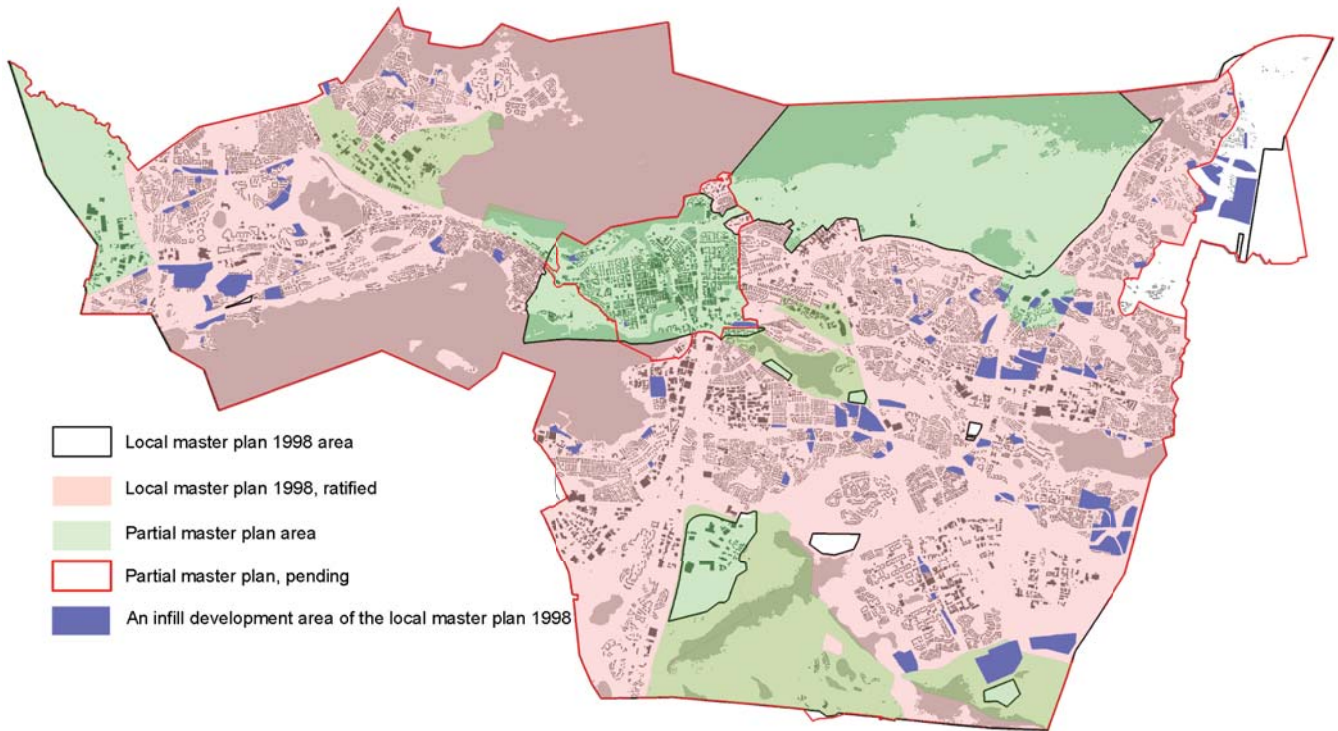 Local master plan 1998 area
Local master plan 1998, ratified
Partial master plan area
Partial master plan, pending
An infill development area of the local master plan 1998